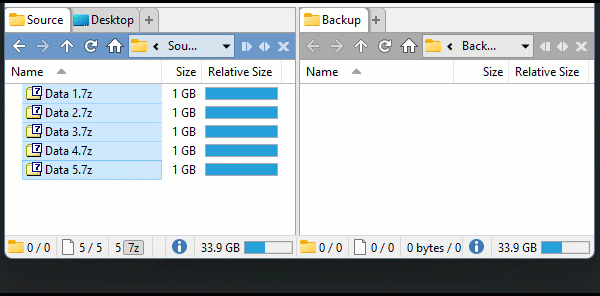 Source Desktop + Backup +
Sou... Back...
Name Size Relative Size Name Size Relative Size
Data 1.7z 1 GB
Data 2.7z 1 GB
Data 3.7z 1 GB
Data 4.7z 1 GB
Data 5.7z 1 GB
0 / 0 5 / 5 5 7z 33.9 GB 0 / 0 0 / 0 0 bytes / 0 33.9 GB